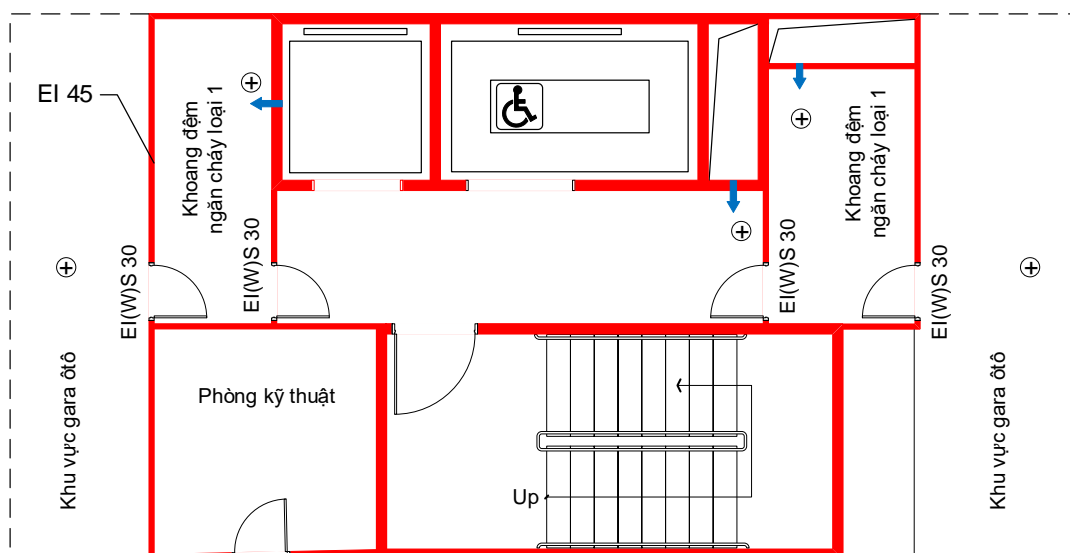 EI 45
Khoang đệm
ngăn cháy loại 1
EI(W)S 30
EI(W)S 30
Khoang đệm
ngăn cháy loại 1
EI(W)S 30
EI(W)S 30
Khu vực gara ôtô
Phòng kỹ thuật
Up
Khu vực gara ôtô